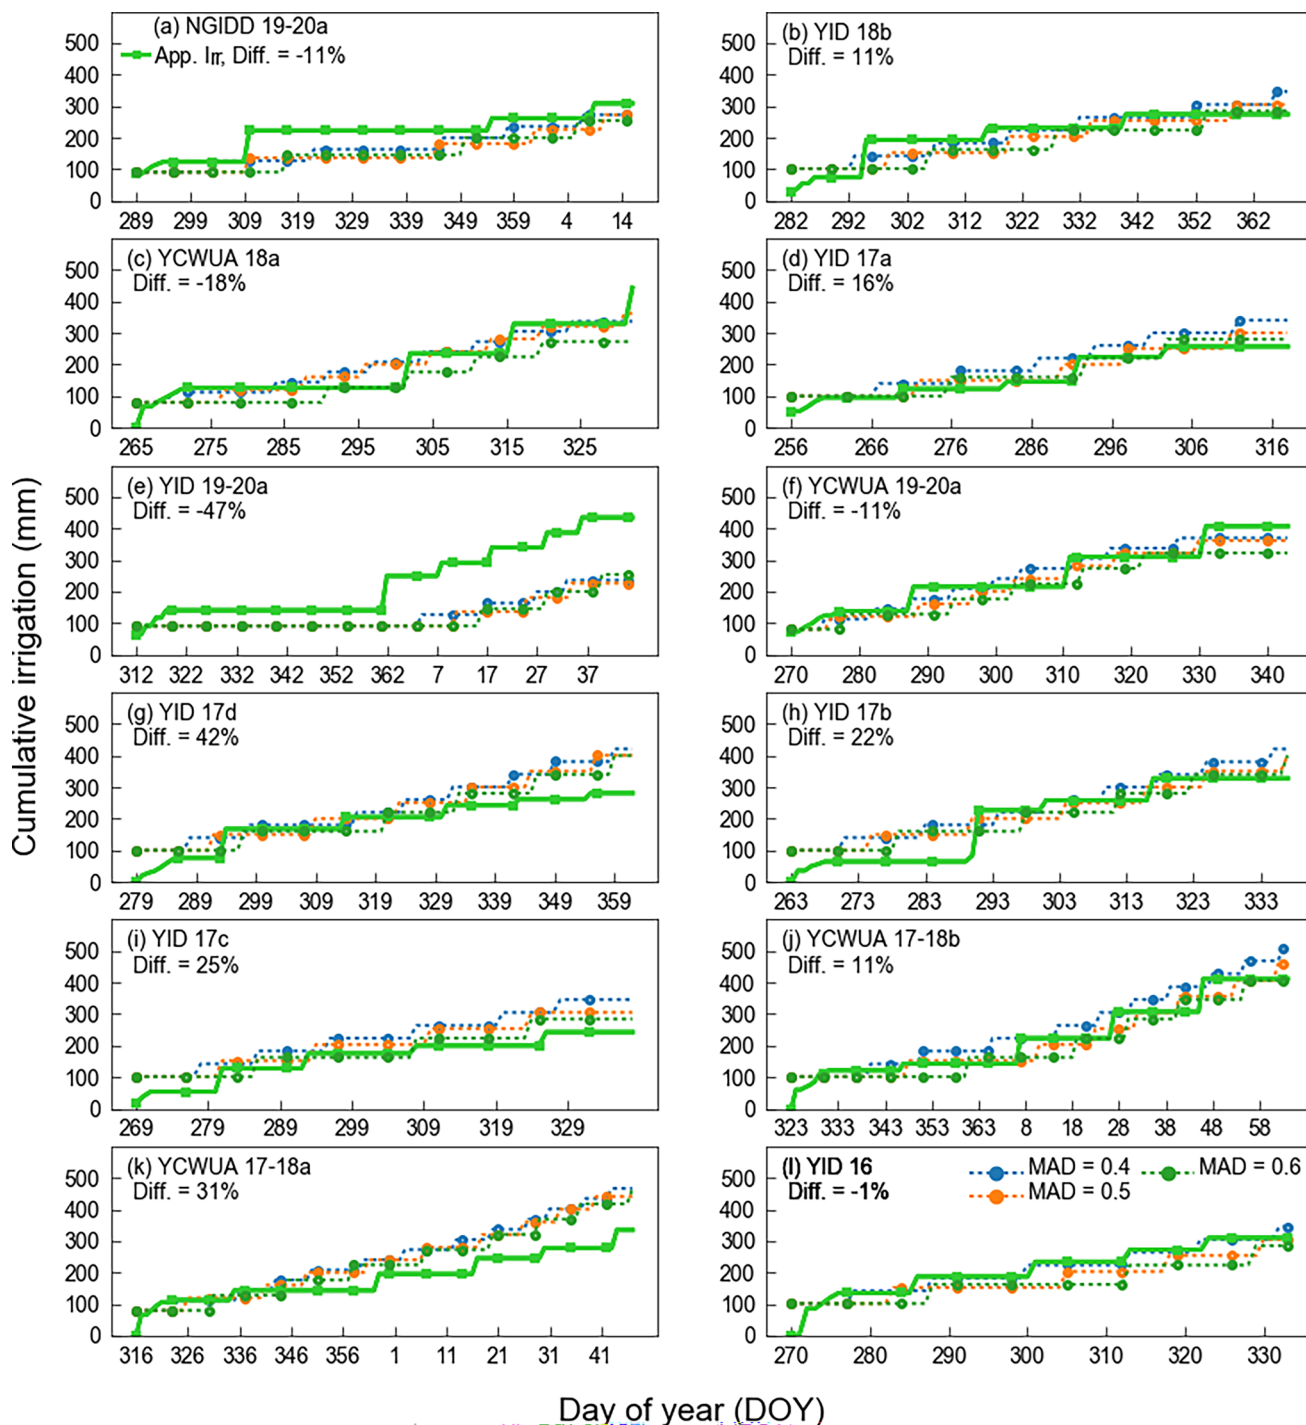 (a) NGIDD 19-20a
App. Irr, Diff. = -11%
500
400
300
200
100
0
289 299 309 319 329 339 349 359 4 14
(b) YID 18b
Diff. = 11%
500
400
300
200
100
0
282 292 302 312 322 332 342 352 362
(c) YCWUA 18a
Diff. = -18%
500
400
300
200
100
0
265 275 285 295 305 315 325
(d) YID 17a
Diff. = 16%
500
400
300
200
100
0
256 266 276 286 296 306 316
(e) YID 19-20a
Diff. = -47%
500
400
300
200
100
0
312 322 332 342 352 362 7 17 27 37
(f) YCWUA 19-20a
Diff. = -11%
500
400
300
200
100
0
270 280 290 300 310 320 330 340
(g) YID 17d
Diff. = 42%
500
400
300
200
100
0
279 289 299 309 319 329 339 349 359
(h) YID 17b
Diff. = 22%
500
400
300
200
100
0
263 273 283 293 303 313 323 333
(i) YID 17c
Diff. = 25%
500
400
300
200
100
0
269 279 289 299 309 319 329
(j) YCWUA 17-18b
Diff. = 11%
500
400
300
200
100
0
323 333 343 353 363 8 18 28 38 48 58
(k) YCWUA 17-18a
Diff. = 31%
500
400
300
200
100
0
316 326 336 346 356 1 11 21 31 41
(l) YID 16
Diff. = -1%
MAD = 0.4
MAD = 0.6
MAD = 0.5
500
400
300
200
100
0
270 280 290 300 310 320 330
Cumulative irrigation (mm)
Day of year (DOY)